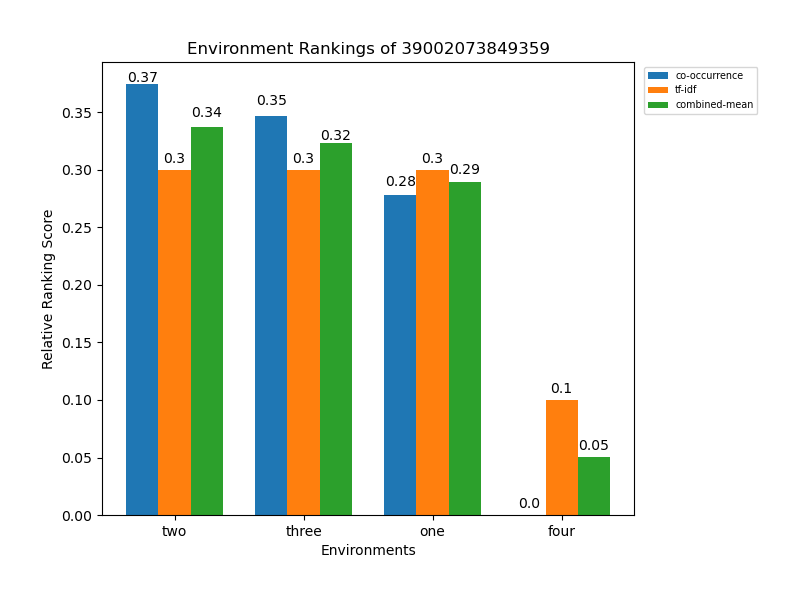 Environment Rankings of 39002073849359
co-occurrence
tf-idf
combined-mean
0.37
0.3
0.34
0.35
0.3
0.32
0.28
0.3
0.29
0.0
0.1
0.05
Relative Ranking Score
0.35
0.30
0.25
0.20
0.15
0.10
0.05
0.00
two
three
one
four
Environments